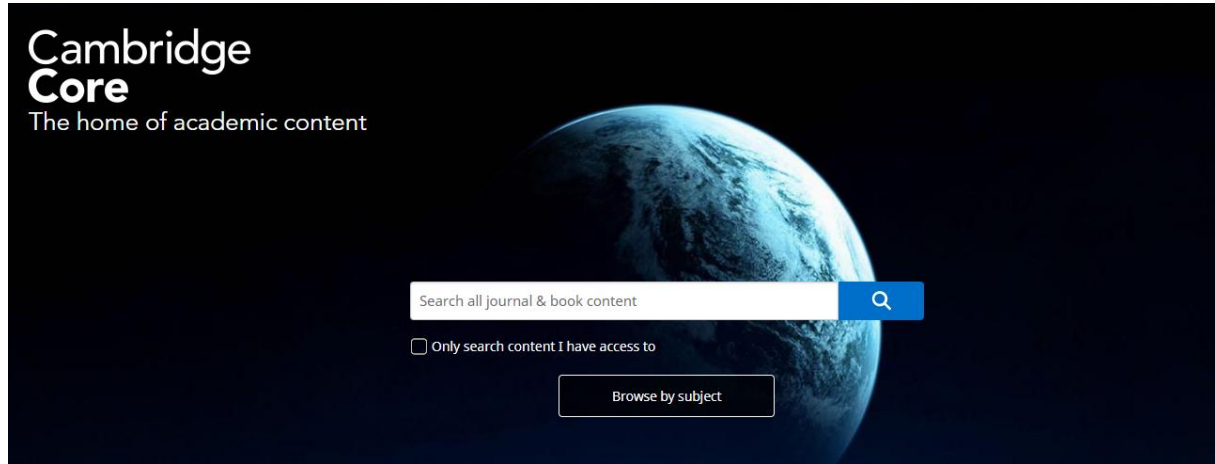 Cambridge
Core
The home of academic content
Search all journal & book content
Only search content I have access to
Browse by subject